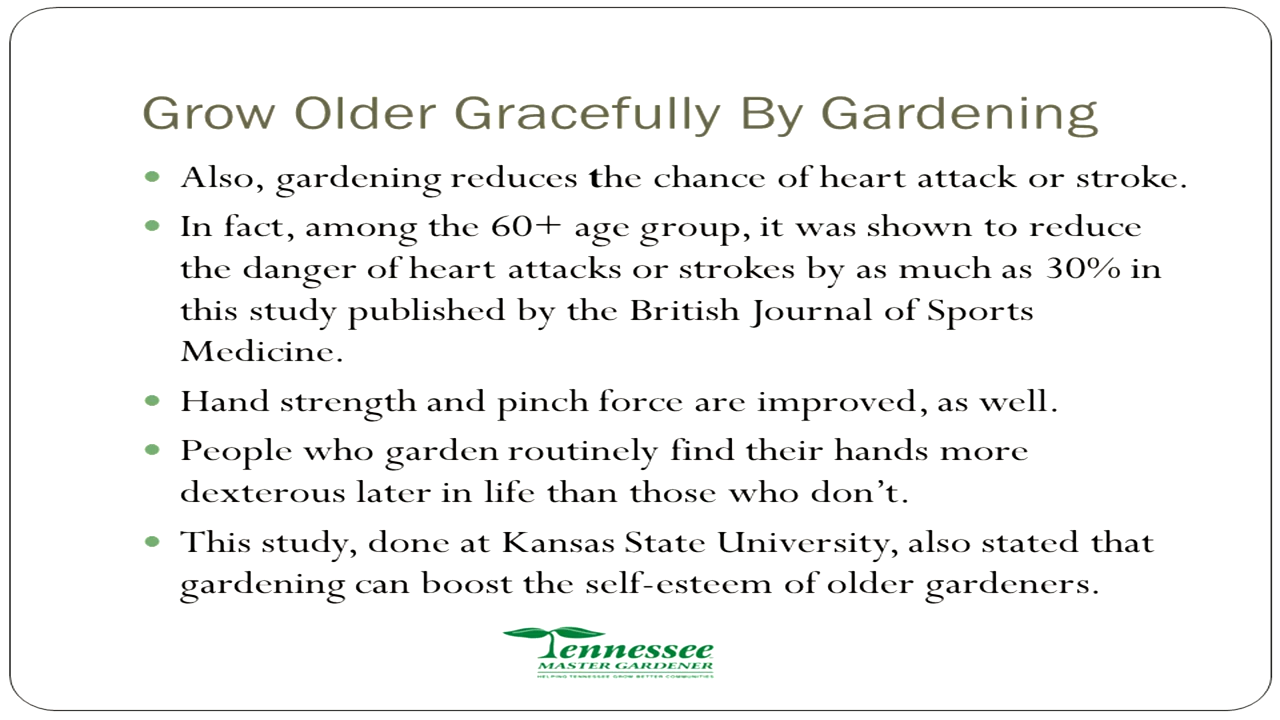 Grow Older Gracefully By Gardening
• Also, gardening reduces the chance of heart attack or stroke.
• In fact, among the 60+ age group, it was shown to reduce
the danger of heart attacks or strokes by as much as 30% in
this study published by the British Journal of Sports
Medicine.
• Hand strength and pinch force are improved, as well.
• People who garden routinely find their hands more
dexterous later in life than those who don’t.
• This study, done at Kansas State University, also stated that
gardening can boost the self-esteem of older gardeners.
Tennessee
MASTER GARDENER
HELPING TENNESSEE GROW BETTER COMMUNITIES